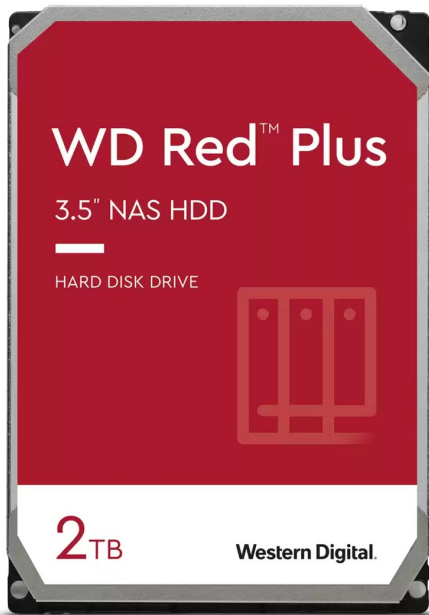 WD Red™ Plus
3.5" NAS HDD
HARD DISK DRIVE
2TB
Western Digital.